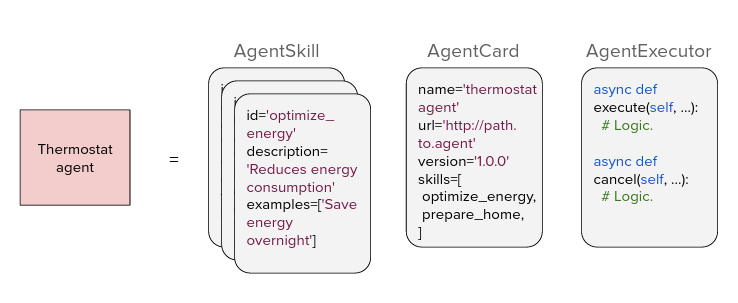 AgentSkill
AgentCard
AgentExecutor
Thermostat
agent
=
id='optimize_
energy'
description=
'Reduces energy
consumption'
examples=['Save
energy
overnight']
name='thermostat
agent'
url='http://path.
to.agent'
version='1.0.0'
skills=[
optimize_energy,
prepare_home,
]
async def
execute(self, ...):
# Logic.
async def
cancel(self, ...):
# Logic.